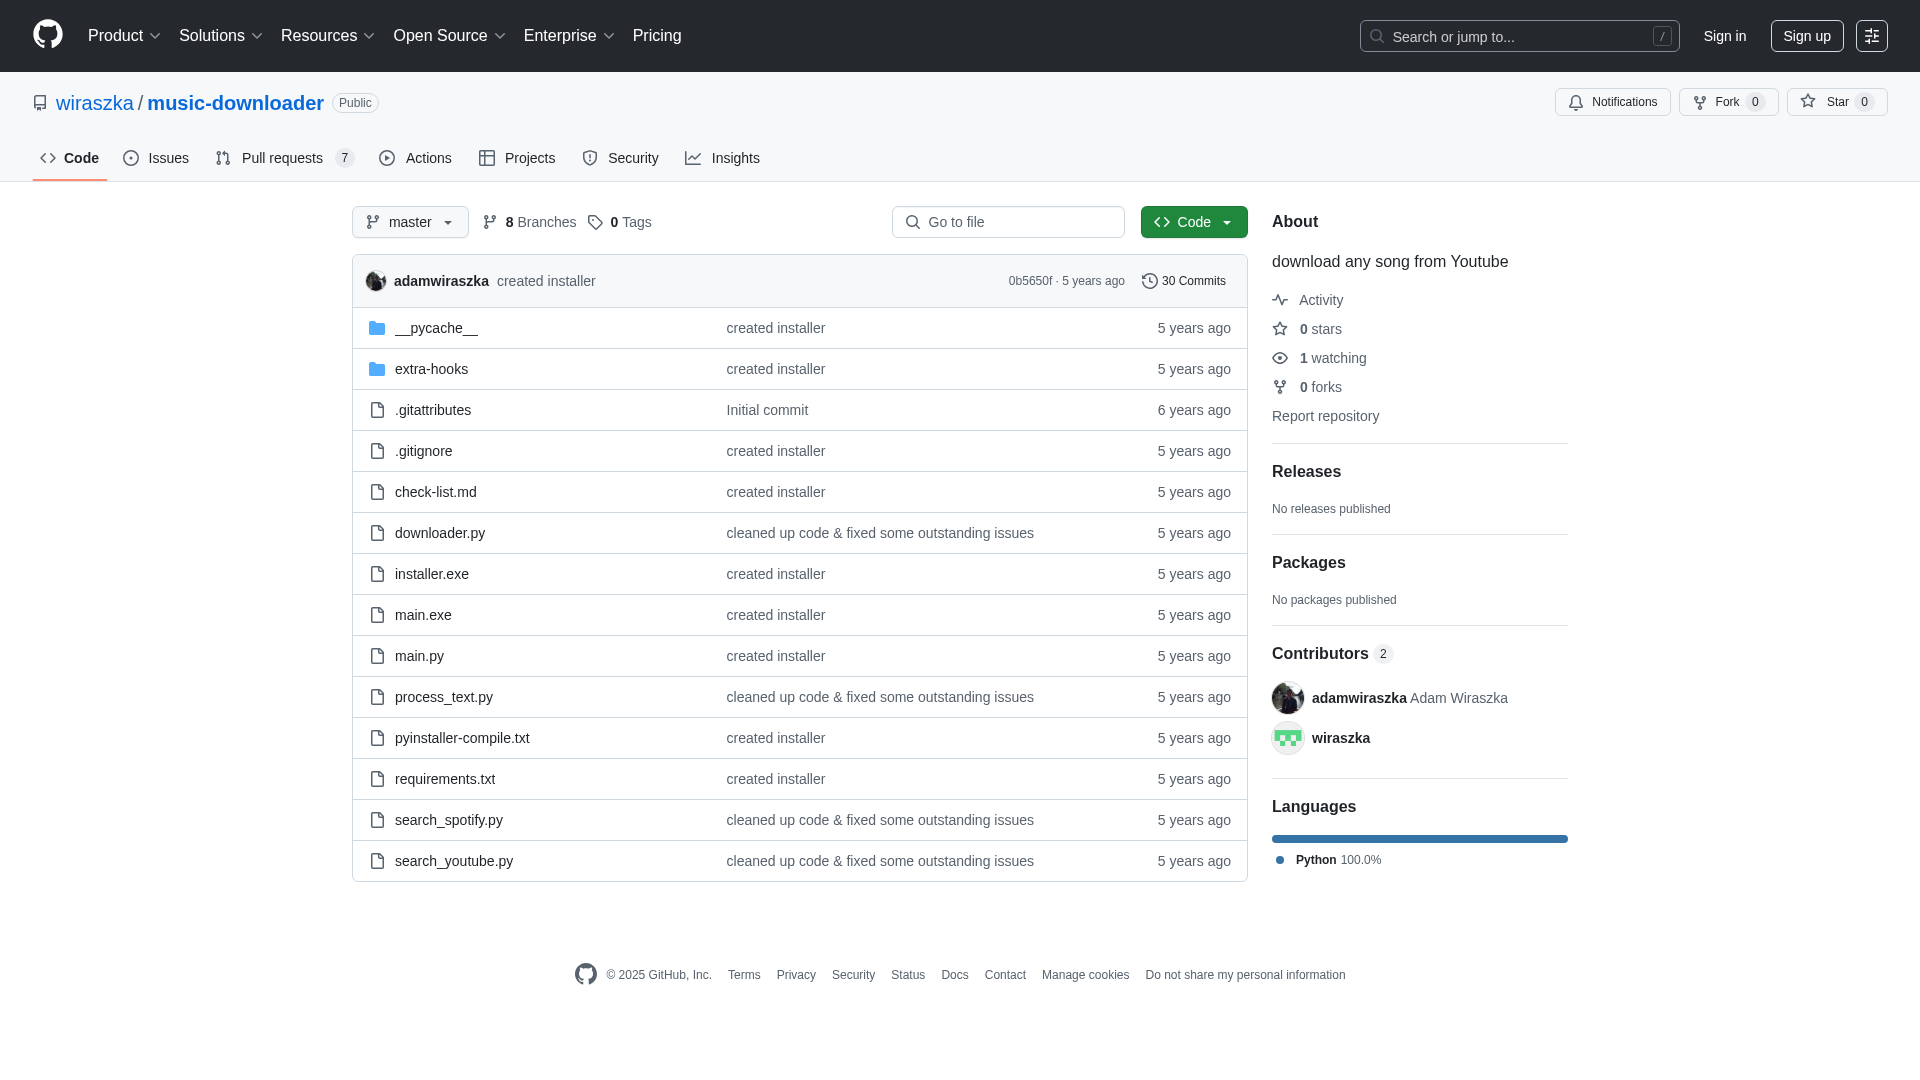 Product Solutions Resources Open Source Enterprise Pricing Search or jump to... / Sign in Sign up
wiraszka / music-downloader Public Notifications Fork 0 Star 0
Code Issues Pull requests 7 Actions Projects Security Insights
master 8 Branches 0 Tags Go to file Code
adamwiraszka created installer 0b5650f · 5 years ago 30 Commits
__pycache__ created installer 5 years ago
extra-hooks created installer 5 years ago
.gitattributes Initial commit 6 years ago
.gitignore created installer 5 years ago
check-list.md created installer 5 years ago
downloader.py cleaned up code & fixed some outstanding issues 5 years ago
installer.exe created installer 5 years ago
main.exe created installer 5 years ago
main.py created installer 5 years ago
process_text.py cleaned up code & fixed some outstanding issues 5 years ago
pyinstaller-compile.txt created installer 5 years ago
requirements.txt created installer 5 years ago
search_spotify.py cleaned up code & fixed some outstanding issues 5 years ago
search_youtube.py cleaned up code & fixed some outstanding issues 5 years ago
About
download any song from Youtube
Activity
0 stars
1 watching
0 forks
Report repository
Releases
No releases published
Packages
No packages published
Contributors 2
adamwiraszka Adam Wiraszka
wiraszka
Languages
Python 100.0%
© 2025 GitHub, Inc. Terms Privacy Security Status Docs Contact Manage cookies Do not share my personal information